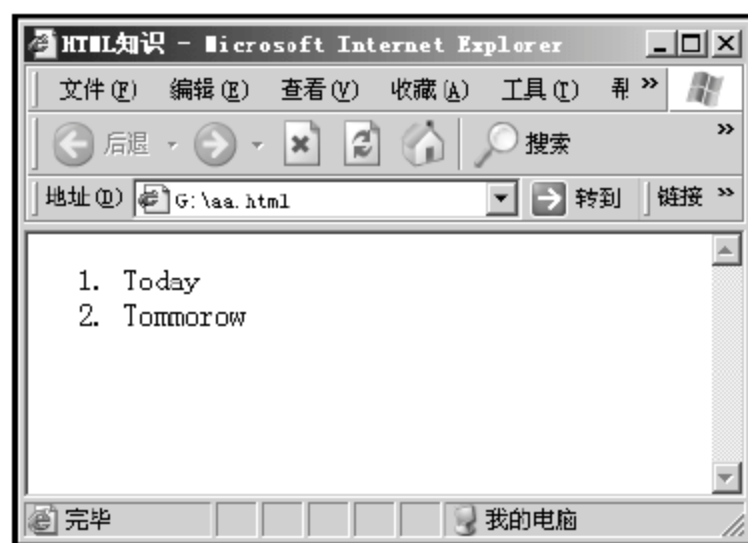 HTML知识 - Microsoft Internet Explorer
文件(F) 编辑(E) 查看(V) 收藏(A) 工具(T) »
后退 搜索 »
地址(D) G:\aa.html 转到 链接 »
1. Today
2. Tommorow
完毕 我的电脑